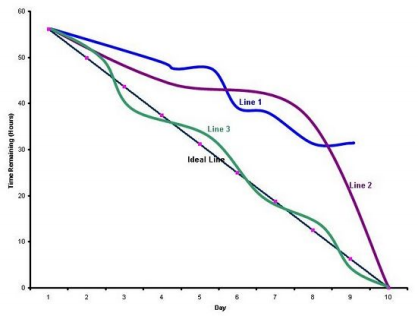 60
50
40
30
20
10
0
Time Remaining (Hours)
Line 1
Line 3
Ideal Line
Line 2
1 2 3 4 5 6 7 8 9 10
Day